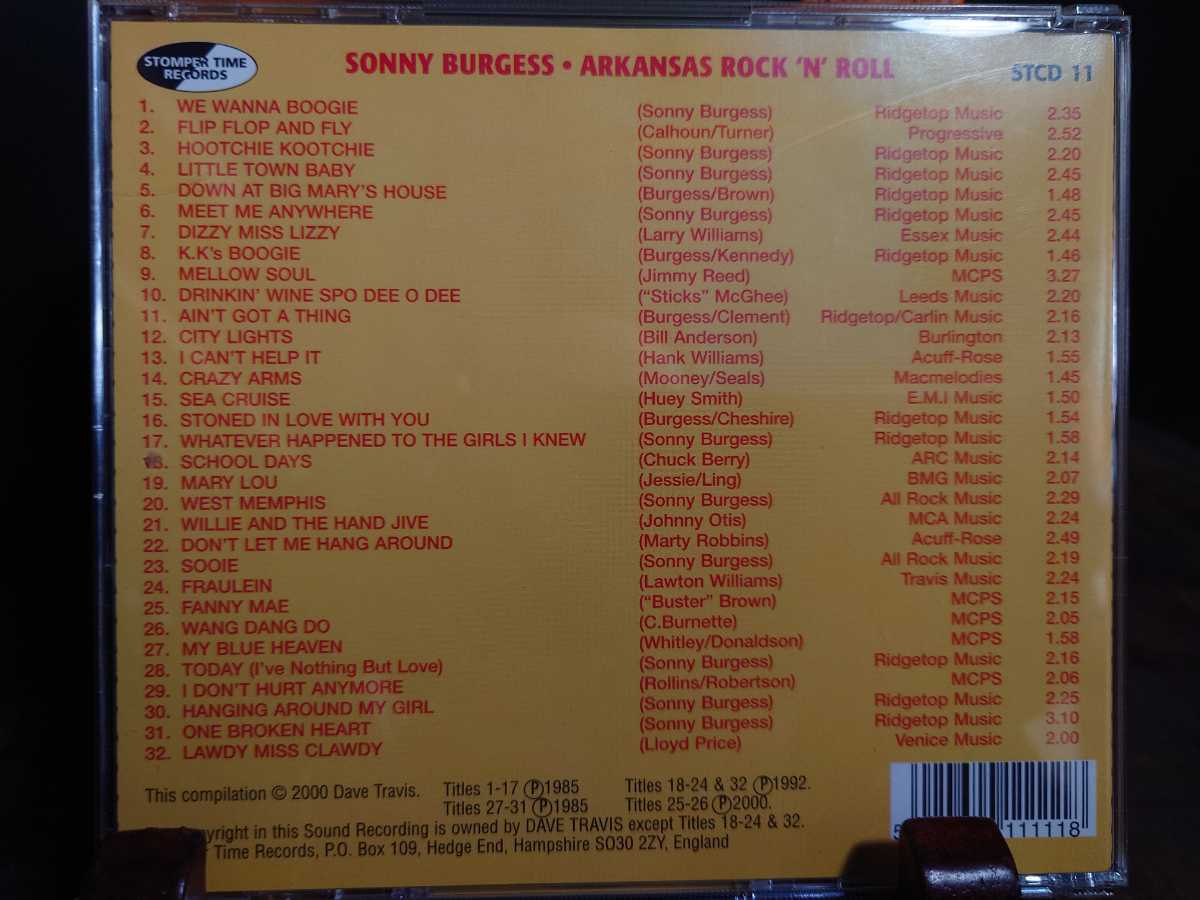 STOMPER TIME RECORDS
SONNY BURGESS • ARKANSAS ROCK 'N' ROLL
STCD 11
1. WE WANNA BOOGIE (Sonny Burgess) Ridgetop Music 2.35
2. FLIP FLOP AND FLY (Calhoun/Turner) Progressive 2.52
3. HOOTCHIE KOOTCHIE (Sonny Burgess) Ridgetop Music 2.20
4. LITTLE TOWN BABY (Sonny Burgess) Ridgetop Music 2.45
5. DOWN AT BIG MARY'S HOUSE (Burgess/Brown) Ridgetop Music 1.48
6. MEET ME ANYWHERE (Sonny Burgess) Ridgetop Music 2.45
7. DIZZY MISS LIZZY (Larry Williams) Essex Music 2.44
8. K.K's BOOGIE (Burgess/Kennedy) Ridgetop Music 1.46
9. MELLOW SOUL (Jimmy Reed) MCPS 3.27
10. DRINKIN' WINE SPO DEE O DEE ("Sticks" McGhee) Leeds Music 2.20
11. AIN'T GOT A THING (Burgess/Clement) Ridgetop/Carlin Music 2.16
12. CITY LIGHTS (Bill Anderson) Burlington 2.13
13. I CAN'T HELP IT (Hank Williams) Acuff-Rose 1.55
14. CRAZY ARMS (Mooney/Seals) Macmelodies 1.45
15. SEA CRUISE (Huey Smith) E.M.I Music 1.50
16. STONED IN LOVE WITH YOU (Burgess/Cheshire) Ridgetop Music 1.54
17. WHATEVER HAPPENED TO THE GIRLS I KNEW (Sonny Burgess) Ridgetop Music 1.58
18. SCHOOL DAYS (Chuck Berry) ARC Music 2.14
19. MARY LOU (Jessie/Ling) BMG Music 2.07
20. WEST MEMPHIS (Sonny Burgess) All Rock Music 2.29
21. WILLIE AND THE HAND JIVE (Johnny Otis) MCA Music 2.24
22. DON'T LET ME HANG AROUND (Marty Robbins) Acuff-Rose 2.49
23. SOOIE (Sonny Burgess) All Rock Music 2.19
24. FRAULEIN (Lawton Williams) Travis Music 2.24
25. FANNY MAE ("Buster" Brown) MCPS 2.15
26. WANG DANG DO (C.Burnette) MCPS 2.05
27. MY BLUE HEAVEN (Whitley/Donaldson) MCPS 1.58
28. TODAY (I've Nothing But Love) (Sonny Burgess) Ridgetop Music 2.16
29. I DON'T HURT ANYMORE (Rollins/Robertson) MCPS 2.06
30. HANGING AROUND MY GIRL (Sonny Burgess) Ridgetop Music 2.25
31. ONE BROKEN HEART (Sonny Burgess) Ridgetop Music 3.10
32. LAWDY MISS CLAWDY (Lloyd Price) Venice Music 2.00
This compilation © 2000 Dave Travis. Titles 1-17 ℗1985 Titles 18-24 & 32 ℗1992.
Titles 27-31 ℗1985 Titles 25-26 ℗2000.
in this Sound Recording is owned by DAVE TRAVIS except Titles 18-24 & 32.
Time Records, P.O. Box 109, Hedge End, Hampshire SO30 2ZY, England